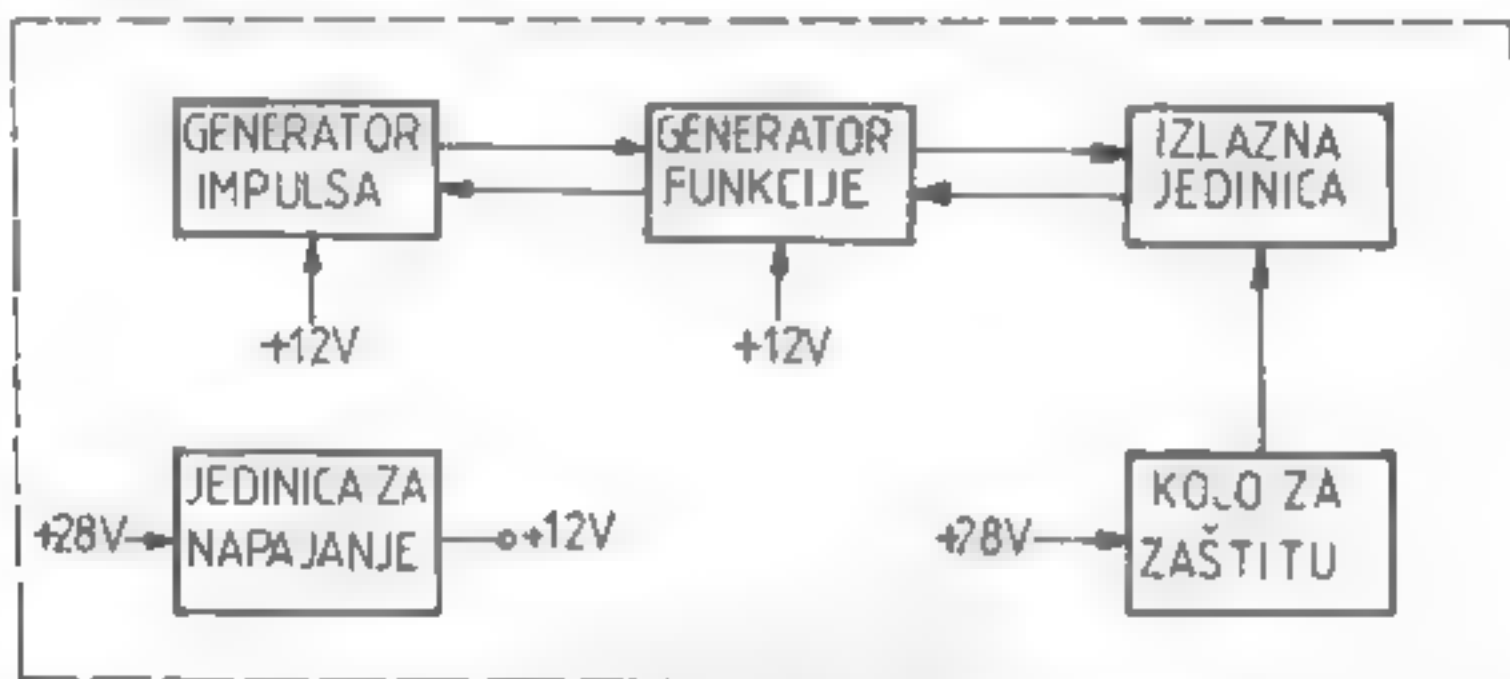 GENERATOR
IMPULSA
GENERATOR
FUNKCIJE
IZLAZNA
JEDINICA
+12V
+12V
JEDINICA ZA
NAPAJANJE
+28V
+12V
KOLO ZA
ZAŠTITU
+28V